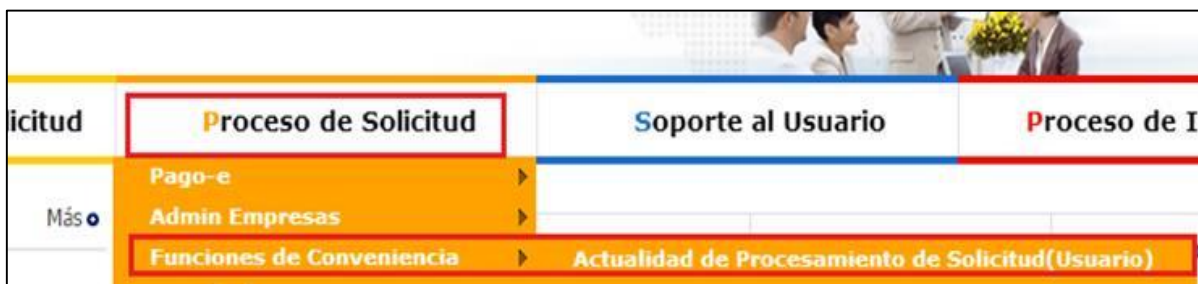 icitud Proceso de Solicitud Soporte al Usuario Proceso de I
Pago-e
Más Admin Empresas
Funciones de Conveniencia Actualidad de Procesamiento de Solicitud(Usuario)